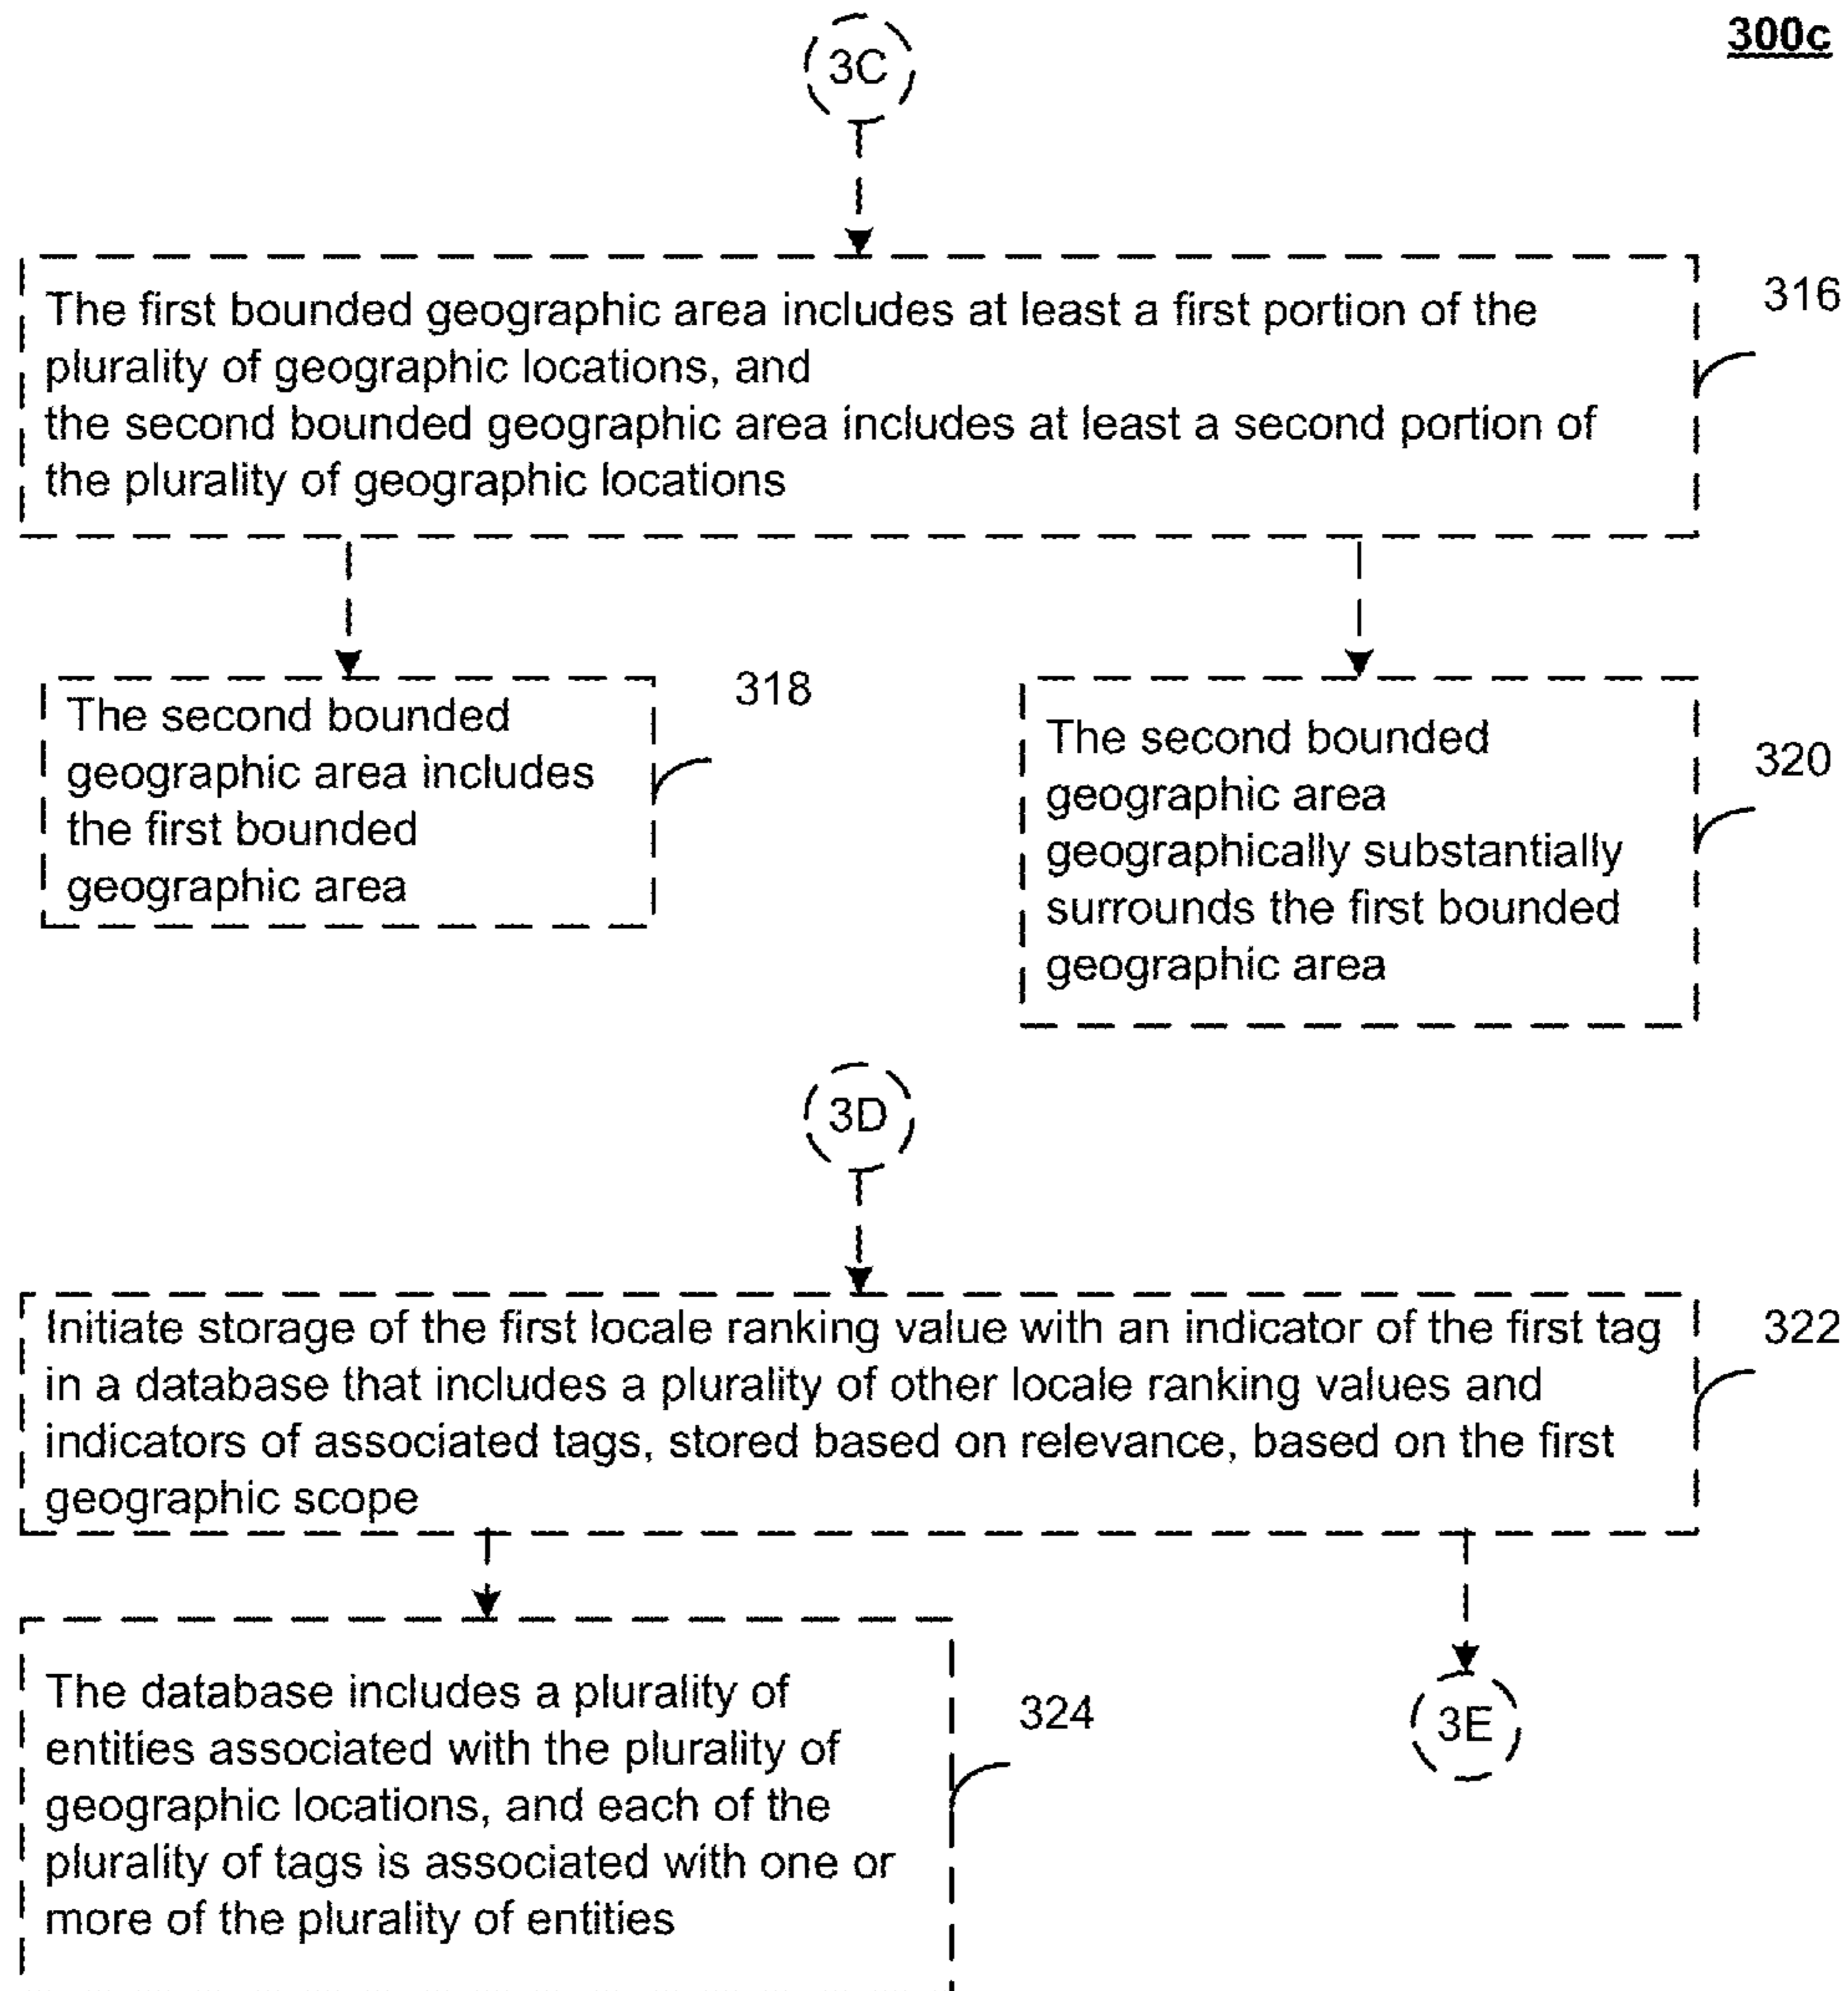 300c
3C
The first bounded geographic area includes at least a first portion of the
plurality of geographic locations, and
the second bounded geographic area includes at least a second portion of
the plurality of geographic locations
316
The second bounded
geographic area includes
the first bounded
geographic area
318
The second bounded
geographic area
geographically substantially
surrounds the first bounded
geographic area
320
3D
Initiate storage of the first locale ranking value with an indicator of the first tag
in a database that includes a plurality of other locale ranking values and
indicators of associated tags, stored based on relevance, based on the first
geographic scope
322
The database includes a plurality of
entities associated with the plurality of
geographic locations, and each of the
plurality of tags is associated with one or
more of the plurality of entities
324
3E